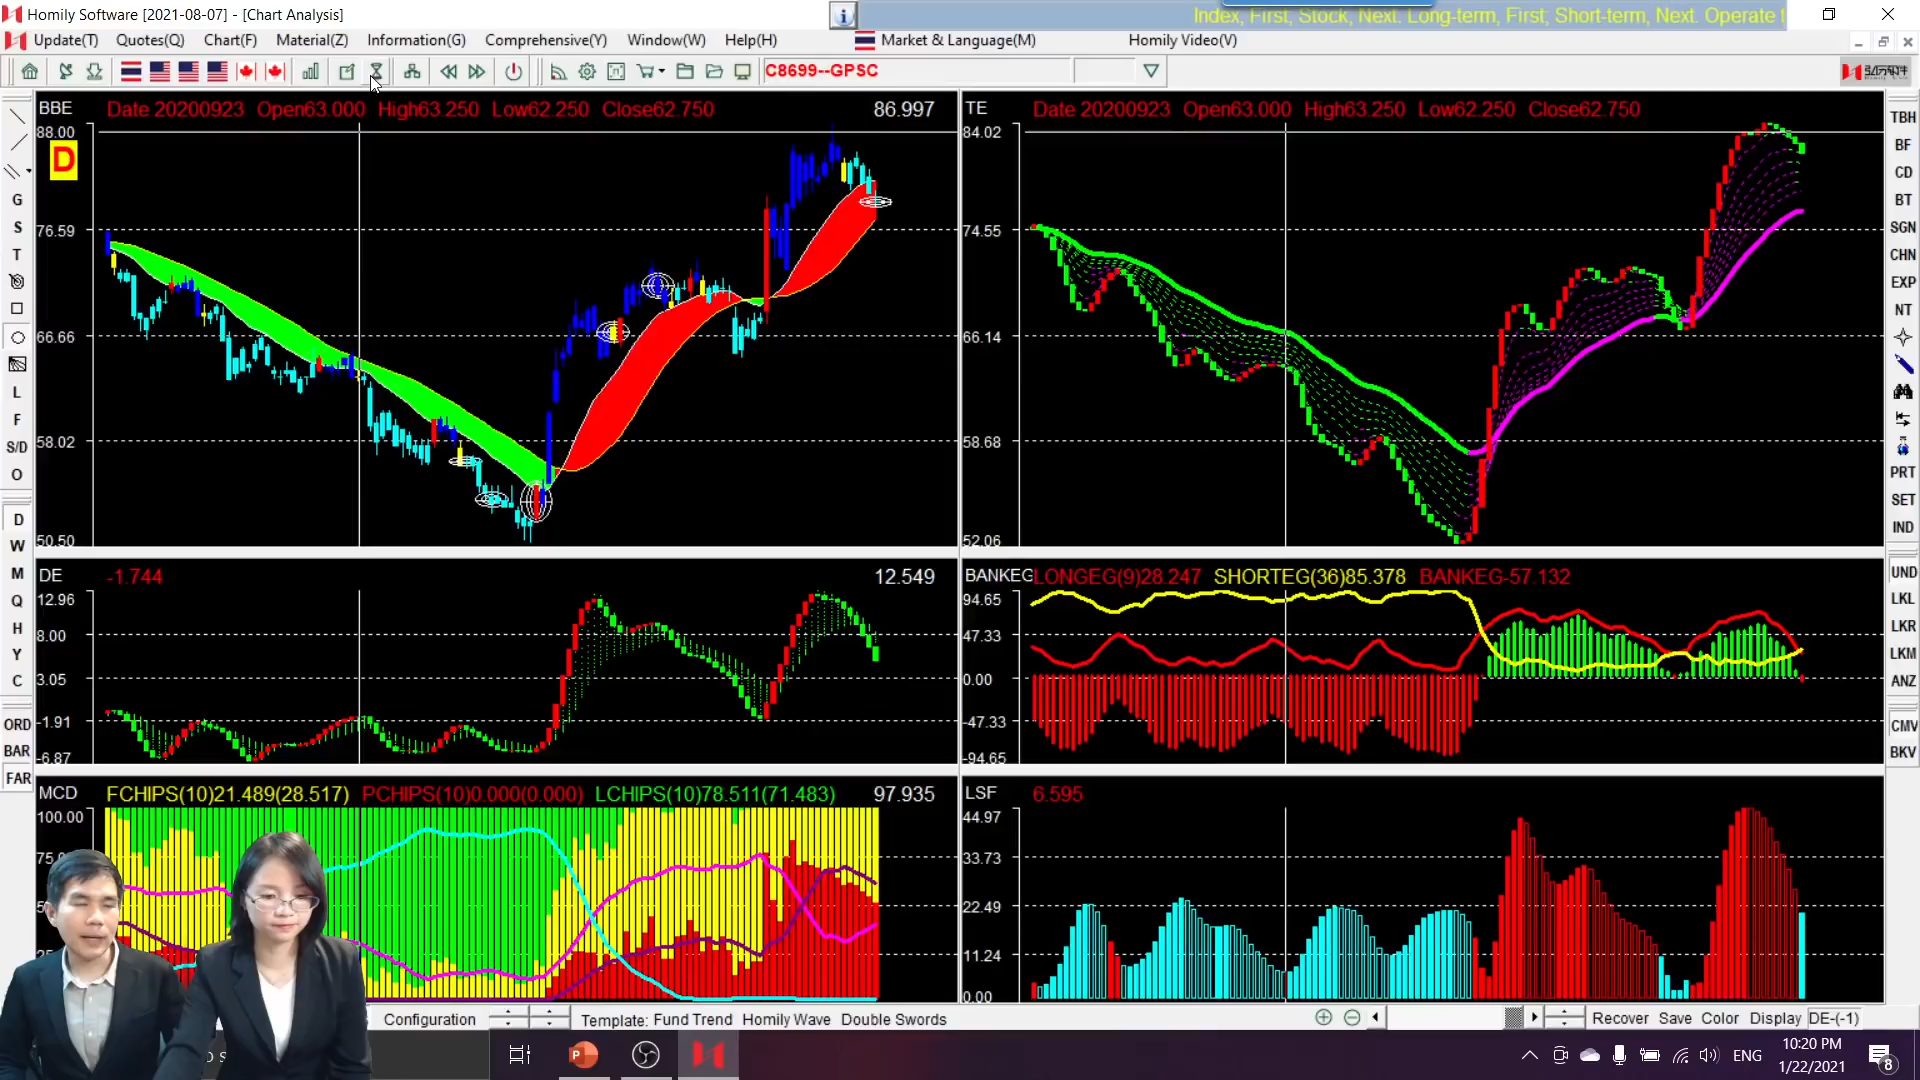 Homily Software [2021-08-07] - [Chart Analysis]
Index, First; Stock, Next. Long-term, First; Short-term, Next. Operate t
Update(T) Quotes(Q) Chart(F) Material(Z) Information(G) Comprehensive(Y) Window(W) Help(H) Market & Language(M) Homily Video(V)
C8699--GPSC
BBE Date 20200923 Open63.000 High63.250 Low62.250 Close62.750 86.997
88.00
D
76.59
66.66
58.02
50.50
TE Date 20200923 Open63.000 High63.250 Low62.250 Close62.750
84.02
74.55
66.14
58.68
52.06
DE -1.744 12.549
12.96
8.00
3.05
-1.91
-6.87
BANKEG LONGEG(9)28.247 SHORTEG(36)85.378 BANKEG-57.132
94.65
47.33
0.00
-47.33
-94.65
MCD FCHIPS(10)21.489(28.517) PCHIPS(10)0.000(0.000) LCHIPS(10)78.511(71.483) 97.935
100.00
LSF 6.595
44.97
33.73
22.49
11.24
0.00
G
S
T
L
F
S/D
O
D
W
M
Q
H
Y
C
ORD
BAR
FAR
TBH
BF
CD
BT
SGN
CHN
EXP
NT
PRT
SET
IND
UND
LKL
LKR
LKM
ANZ
CMV
BKV
Configuration Template: Fund Trend Homily Wave Double Swords
Recover Save Color Display DE-(-1)
ENG
10:20 PM
1/22/2021
8